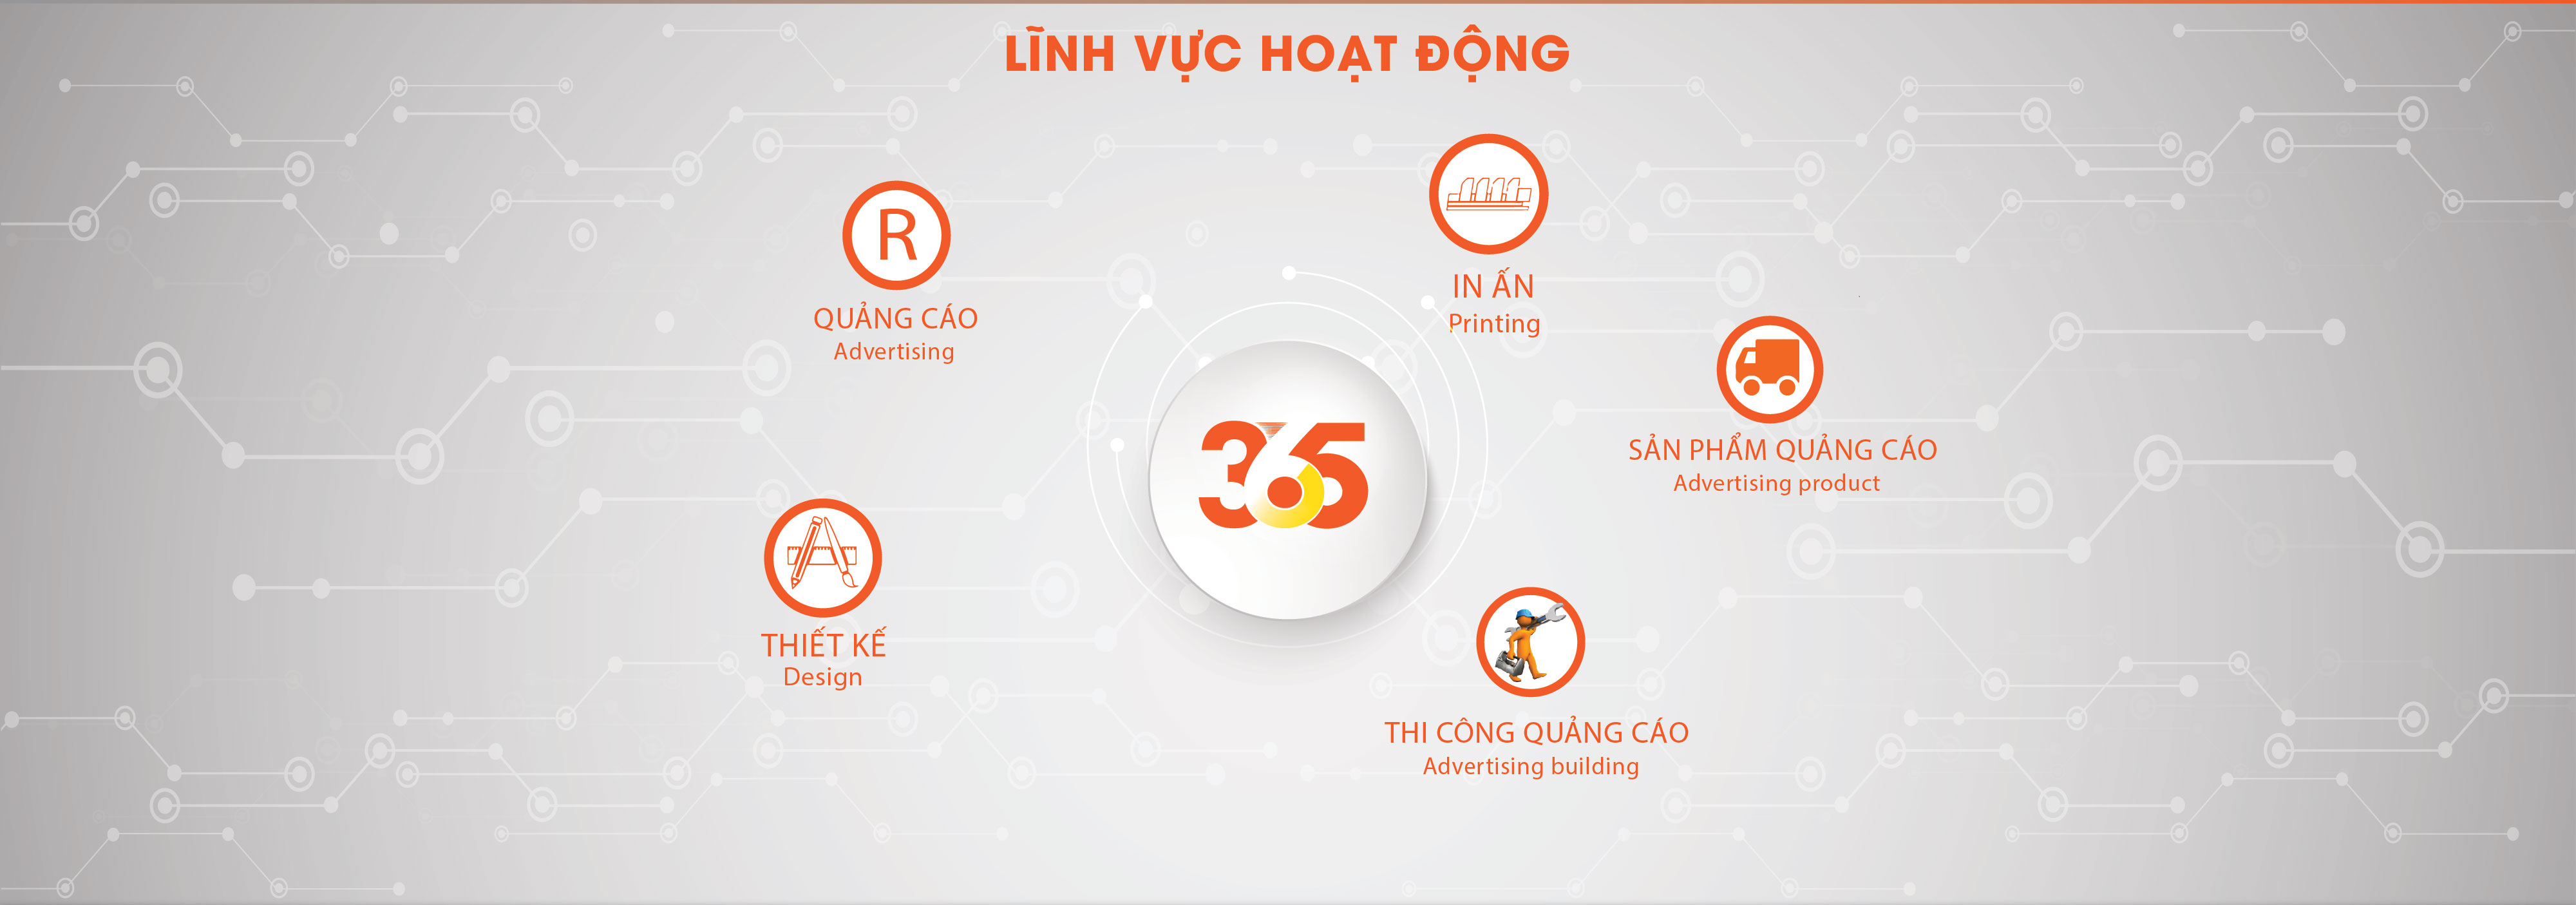 LĨNH VỰC HOẠT ĐỘNG
R
QUẢNG CÁO
Advertising
IN ẤN
Printing
SẢN PHẨM QUẢNG CÁO
Advertising product
365
THIẾT KẾ
Design
THI CÔNG QUẢNG CÁO
Advertising building